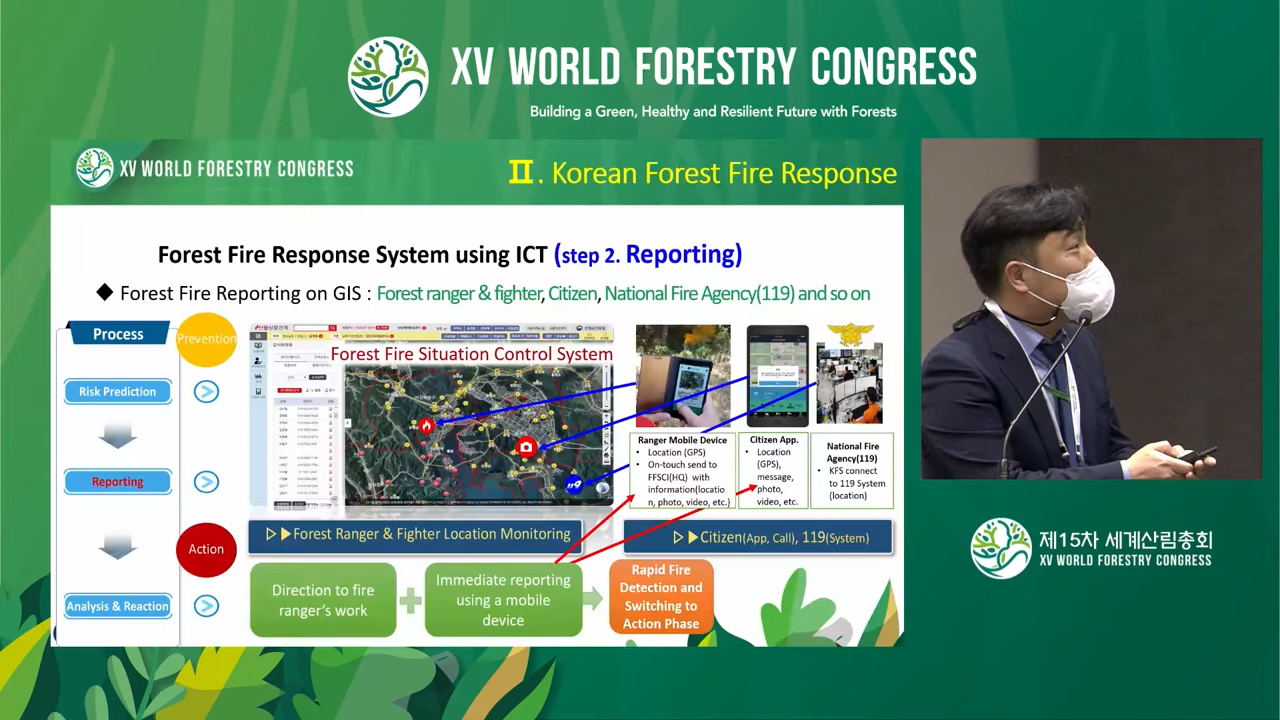 XV WORLD FORESTRY CONGRESS
Building a Green, Healthy and Resilient Future with Forests
XV WORLD FORESTRY CONGRESS
Ⅱ. Korean Forest Fire Response
Forest Fire Response System using ICT (step 2. Reporting)
◆ Forest Fire Reporting on GIS : Forest ranger & fighter, Citizen, National Fire Agency(119) and so on
Process
Prevention
Risk Prediction
Reporting
Action
Analysis & Reaction
Forest Fire Situation Control System
119
Ranger Mobile Device
• Location (GPS)
• On-touch send to
FFSCI(HQ) with
information(locatio
n, photo, video, etc.)
Citizen App.
• Location
(GPS),
message,
photo,
video, etc.
National Fire
Agency(119)
• KFS connect
to 119 System
(location)
▷▶Forest Ranger & Fighter Location Monitoring
▷▶Citizen(App, Call), 119(System)
Direction to fire
ranger's work
Immediate reporting
using a mobile
device
Rapid Fire
Detection and
Switching to
Action Phase
제15차 세계산림총회
XV WORLD FORESTRY CONGRESS